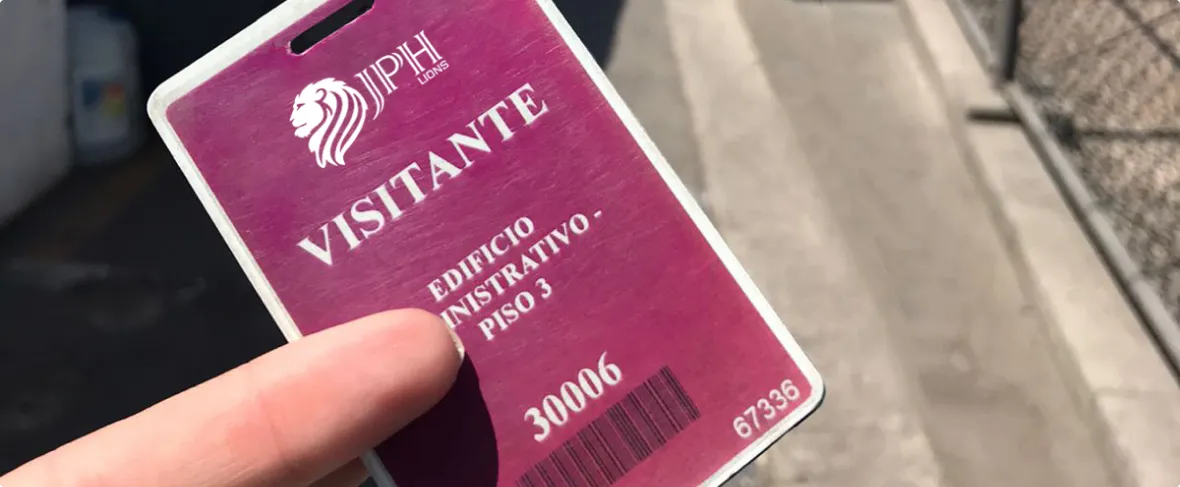 JPH
LIONS
VISITANTE
EDIFICIO
INISTRATIVO -
PISO 3
30006
67336